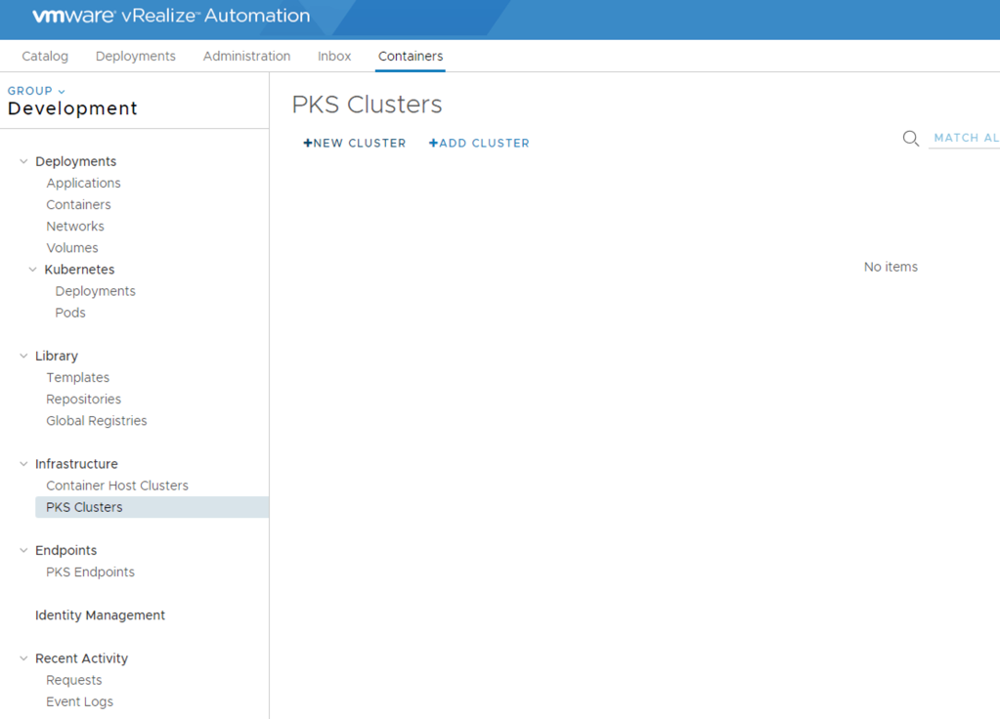 vmware® vRealize™ Automation
Catalog Deployments Administration Inbox Containers
GROUP
Development
Deployments
Applications
Containers
Networks
Volumes
Kubernetes
Deployments
Pods
Library
Templates
Repositories
Global Registries
Infrastructure
Container Host Clusters
PKS Clusters
Endpoints
PKS Endpoints
Identity Management
Recent Activity
Requests
Event Logs
PKS Clusters
+NEW CLUSTER +ADD CLUSTER
MATCH AL
No items